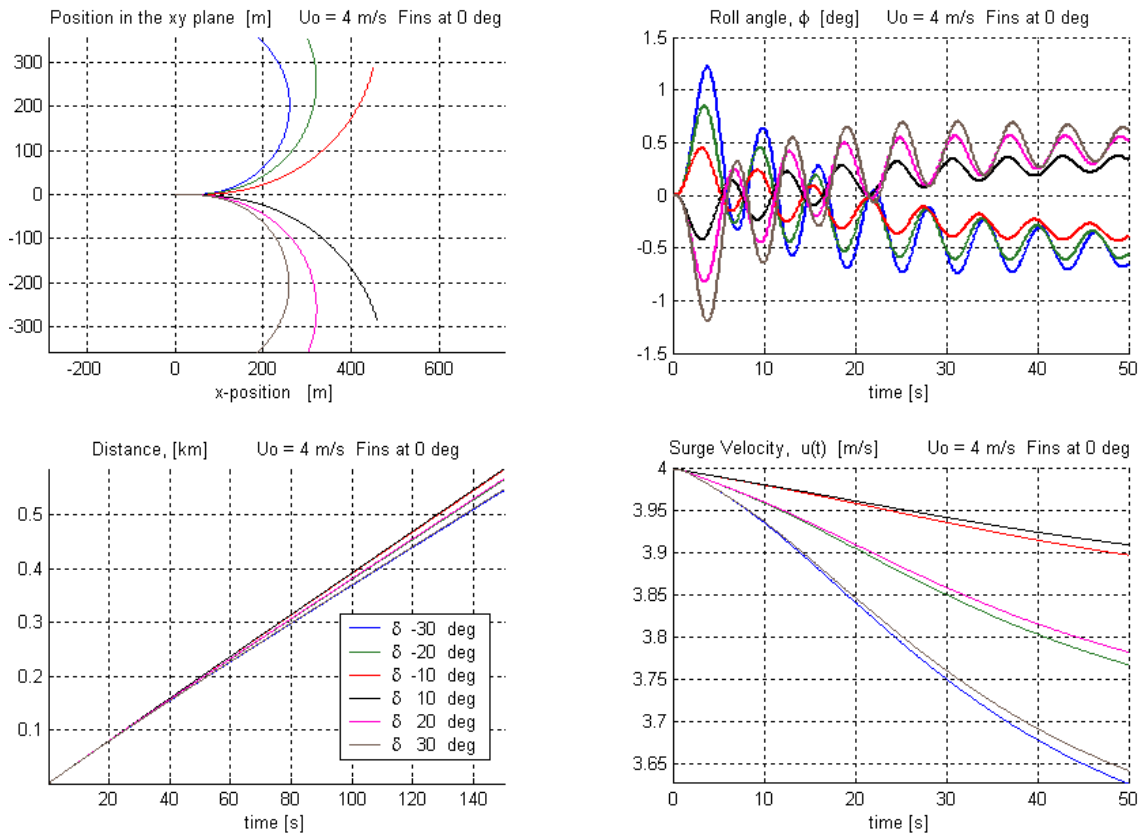 Position in the xy plane [m] Uo = 4 m/s Fins at 0 deg
300
200
100
0
-100
-200
-300
-200 0 200 400 600
x-position [m]
Roll angle, ϕ [deg] Uo = 4 m/s Fins at 0 deg
1.5
1
0.5
0
-0.5
-1
-1.5
0 10 20 30 40 50
time [s]
Distance, [km] Uo = 4 m/s Fins at 0 deg
0.5
0.4
0.3
0.2
0.1
20 40 60 80 100 120 140
time [s]
δ -30 deg
δ -20 deg
δ -10 deg
δ 10 deg
δ 20 deg
δ 30 deg
Surge Velocity, u(t) [m/s] Uo = 4 m/s Fins at 0 deg
4
3.95
3.9
3.85
3.8
3.75
3.7
3.65
0 10 20 30 40 50
time [s]